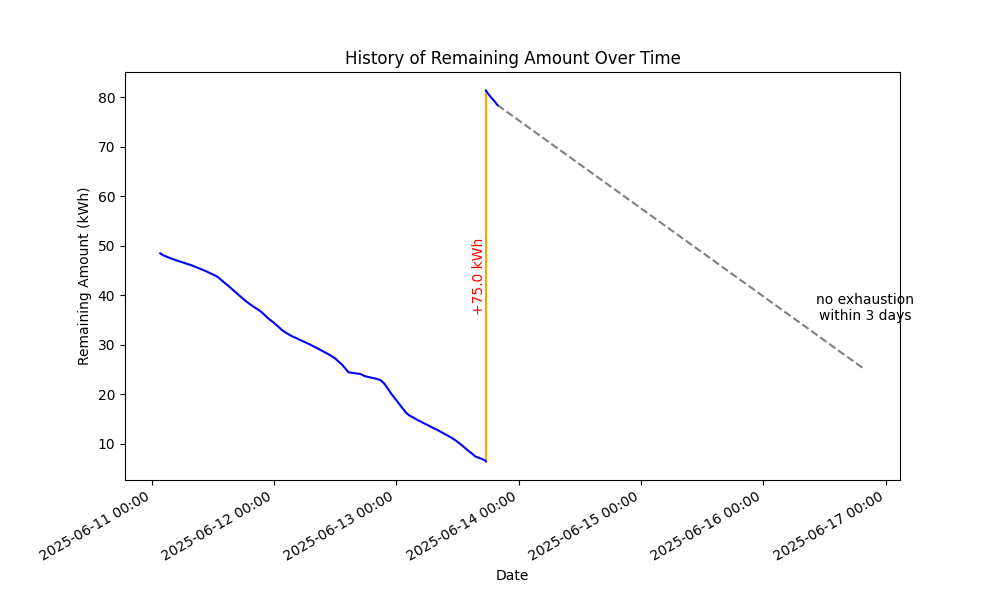 History of Remaining Amount Over Time
Remaining Amount (kWh)
80
70
60
50
40
30
20
10
+75.0 kWh
no exhaustion
within 3 days
2025-06-11 00:00
2025-06-12 00:00
2025-06-13 00:00
2025-06-14 00:00
2025-06-15 00:00
2025-06-16 00:00
2025-06-17 00:00
Date